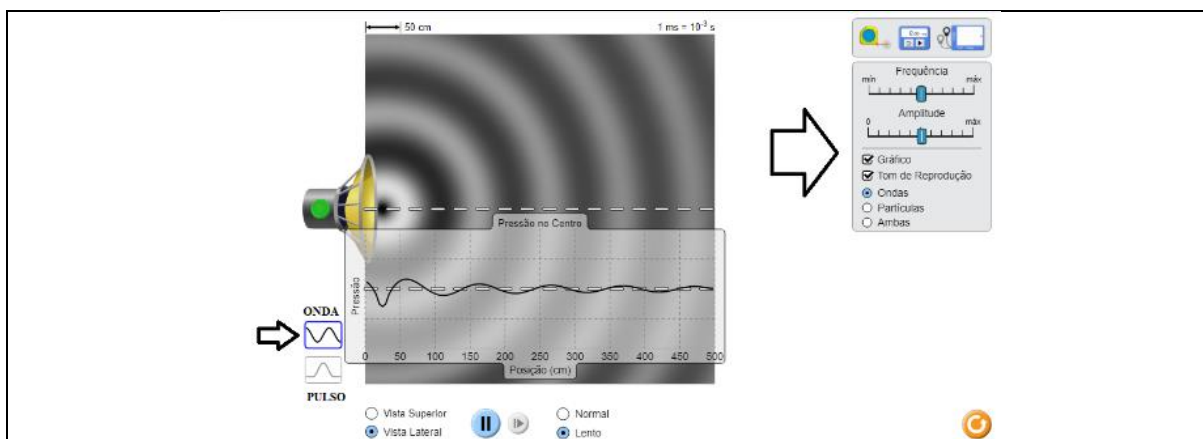 50 cm
1 ms = 10⁻³ s
Frequência
mín máx
Amplitude
0 máx
Gráfico
Tom de Reprodução
Ondas
Partículas
Ambas
Pressão no Centro
Pressão
ONDA
PULSO
0 50 100 150 200 250 300 350 400 450 500
Posição (cm)
Vista Superior
Vista Lateral
Normal
Lento